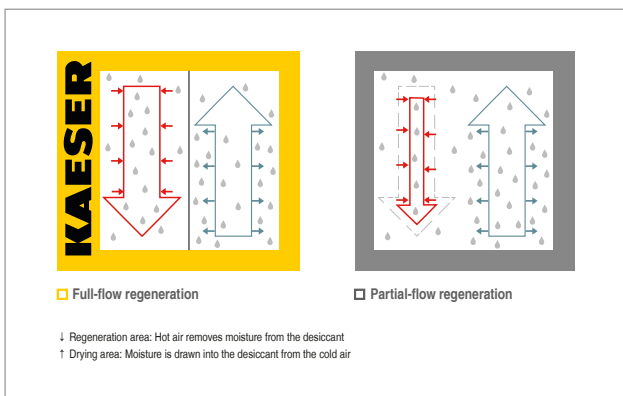 KAESER
Full-flow regeneration
Partial-flow regeneration
↓ Regeneration area: Hot air removes moisture from the desiccant
↑ Drying area: Moisture is drawn into the desiccant from the cold air